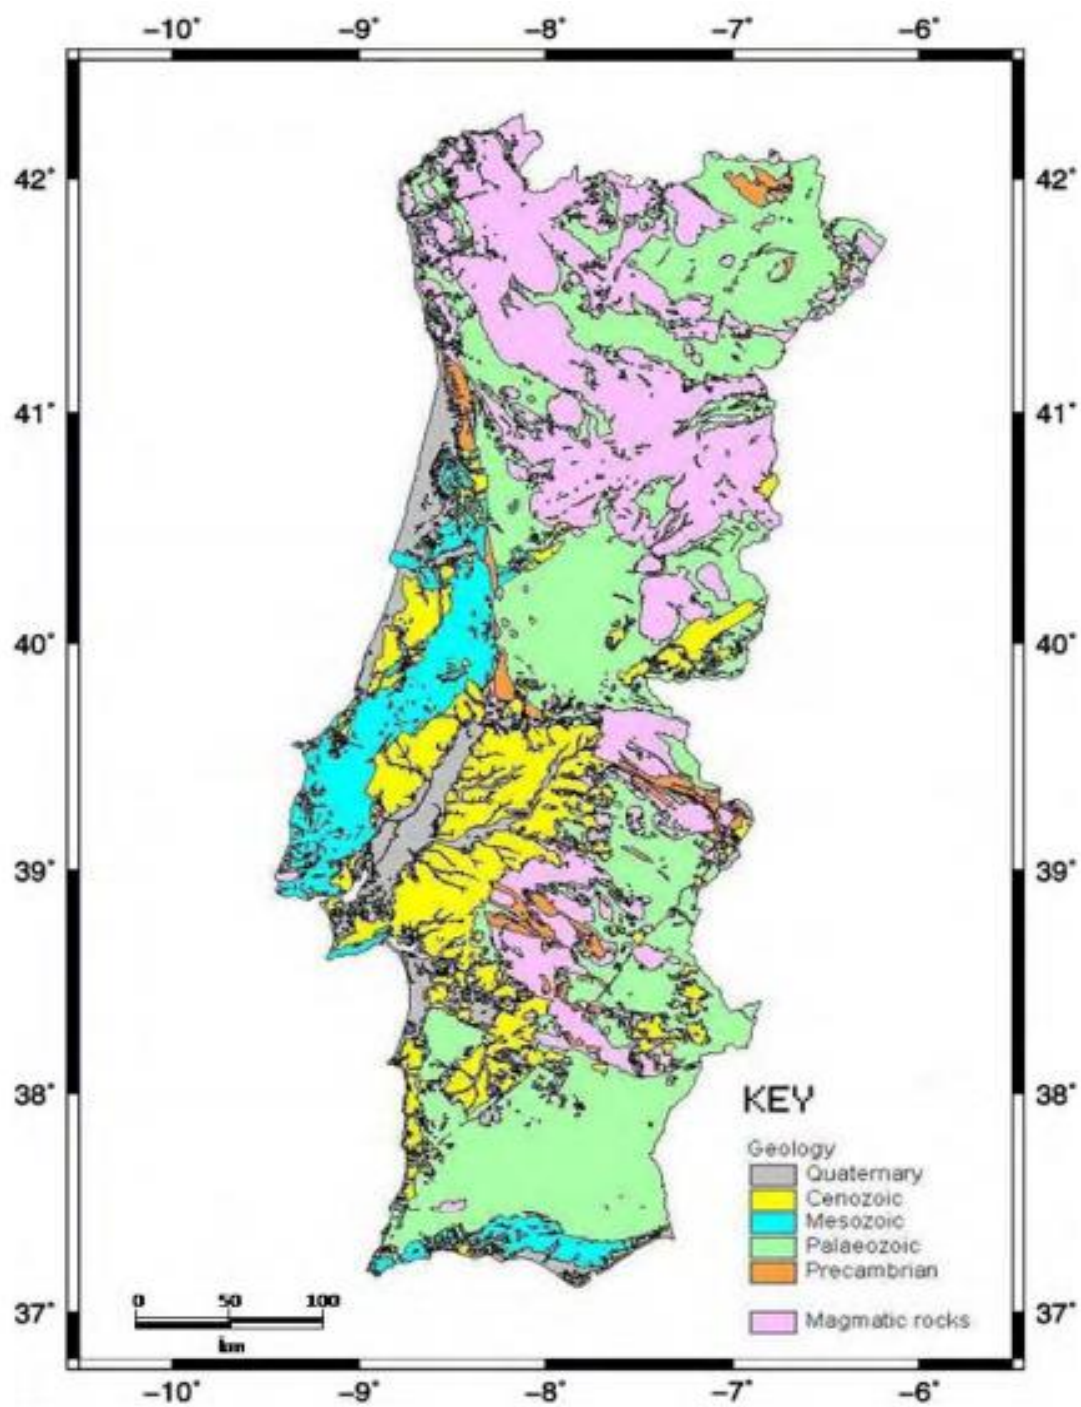 -10° -9° -8° -7° -6°
42° 42°
41° 41°
40° 40°
39° 39°
38° 38°
KEY
Geology
Quaternary
Cenozoic
Mesozoic
Palaeozoic
Precambrian
0 50 100
37° 37°
Magmatic rocks
km
-10° -9° -8° -7° -6°